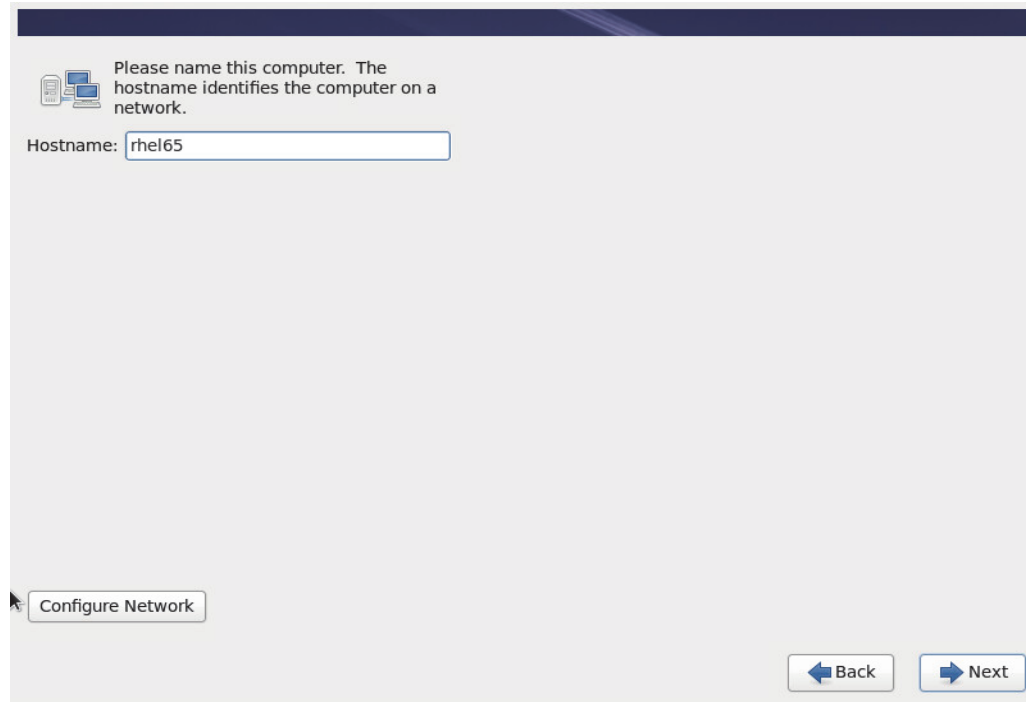 Please name this computer.  The
hostname identifies the computer on a
network.
Hostname: rhel65
Configure Network
Back
Next